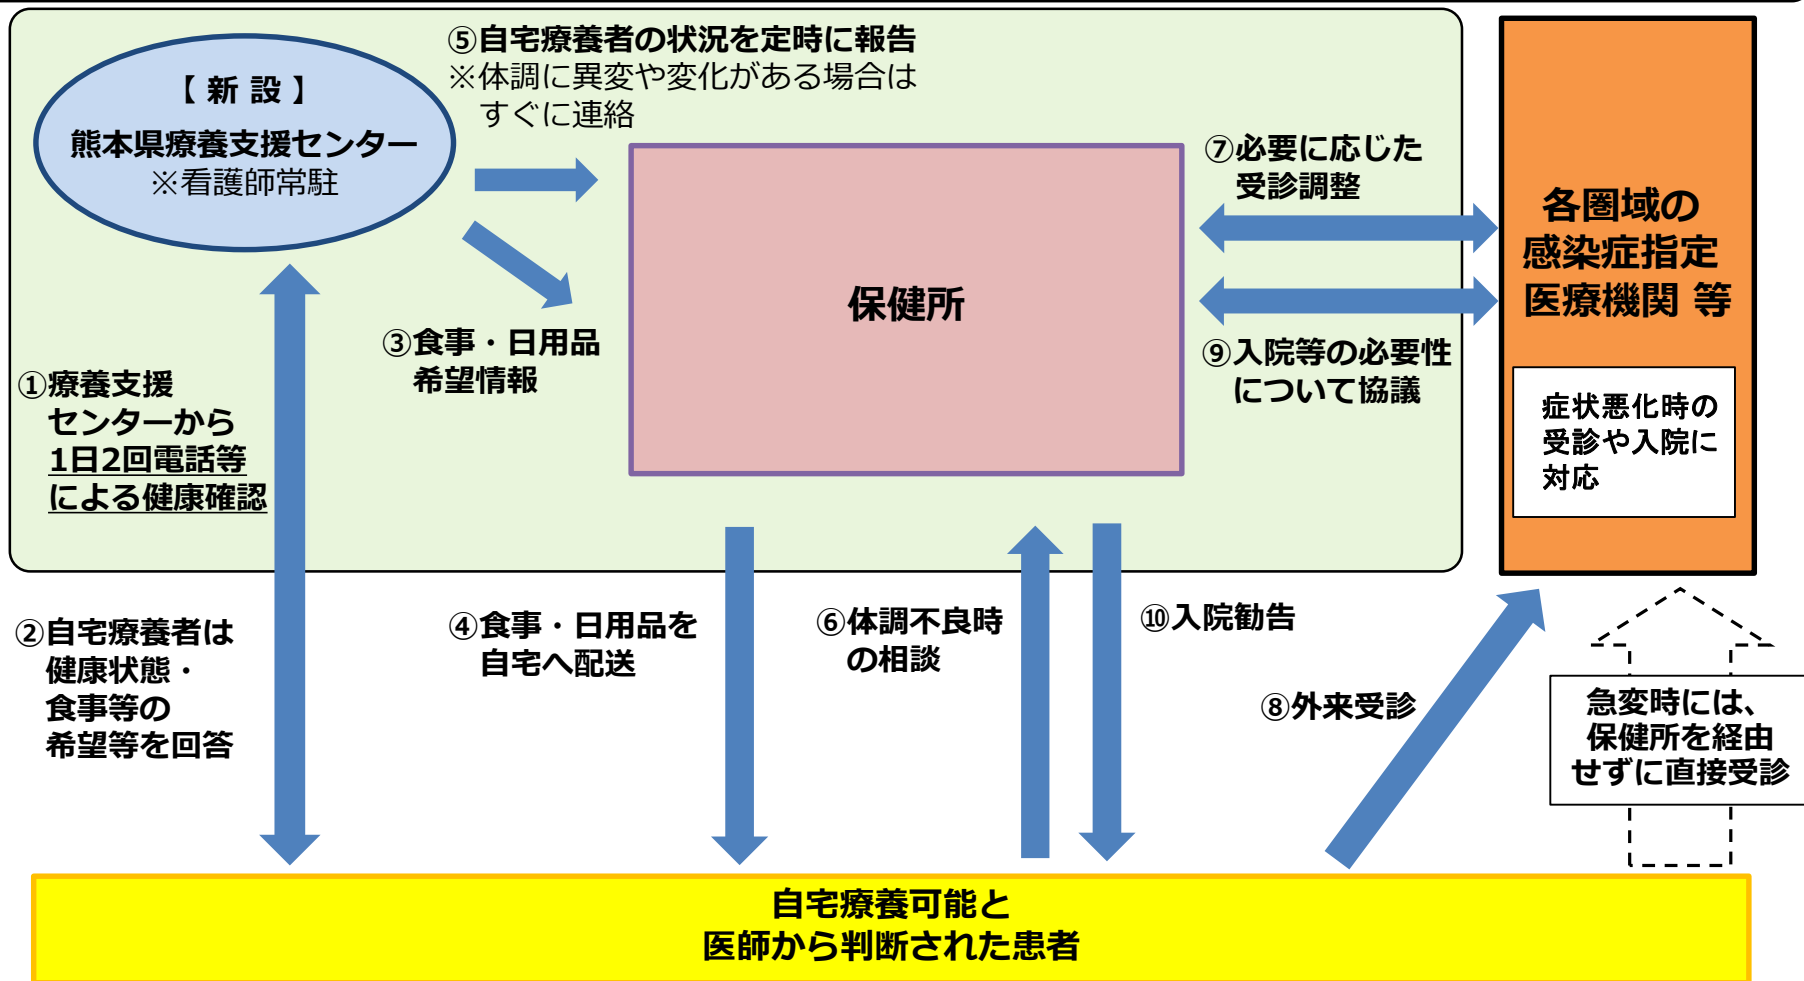 【 新 設 】
熊本県療養支援センター
※看護師常駐
⑤自宅療養者の状況を定時に報告
※体調に異変や変化がある場合は
すぐに連絡
保健所
⑦必要に応じた
受診調整
⑨入院等の必要性
について協議
各圏域の
感染症指定
医療機関 等
症状悪化時の
受診や入院に
対応
③食事・日用品
希望情報
①療養支援
センターから
1日2回電話等
による健康確認
②自宅療養者は
健康状態・
食事等の
希望等を回答
④食事・日用品を
自宅へ配送
⑥体調不良時
の相談
⑩入院勧告
⑧外来受診
急変時には、
保健所を経由
せずに直接受診
自宅療養可能と
医師から判断された患者